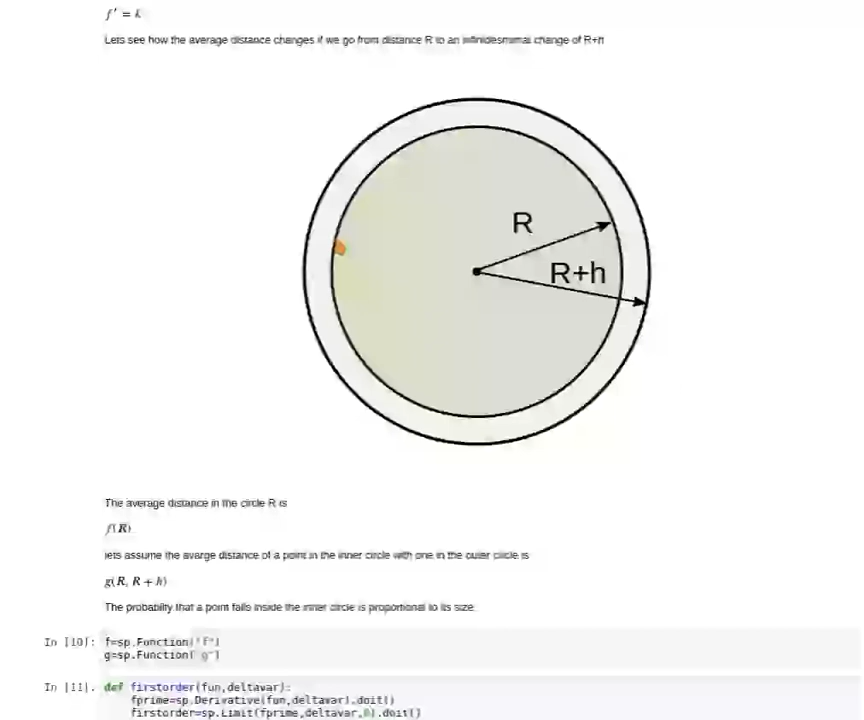 f' = k
Lets see how the average distance changes if we go from distance R to an infinidesmimal change of R+h
R
R+h
The average distance in the circle R is
f(R)
lets assume the avarge distance of a point in the inner circle with one in the outer circlle is
g(R, R + h)
The probabilty that a point falls inside the inner circle is proportional to its size
In [10]: f=sp.Function("f")
g=sp.Function("g")
In [11]: def firstorder(fun,deltavar):
fprime=sp.Derivative(fun,deltavar).doit()
firstorder=sp.Limit(fprime,deltavar,0).doit()